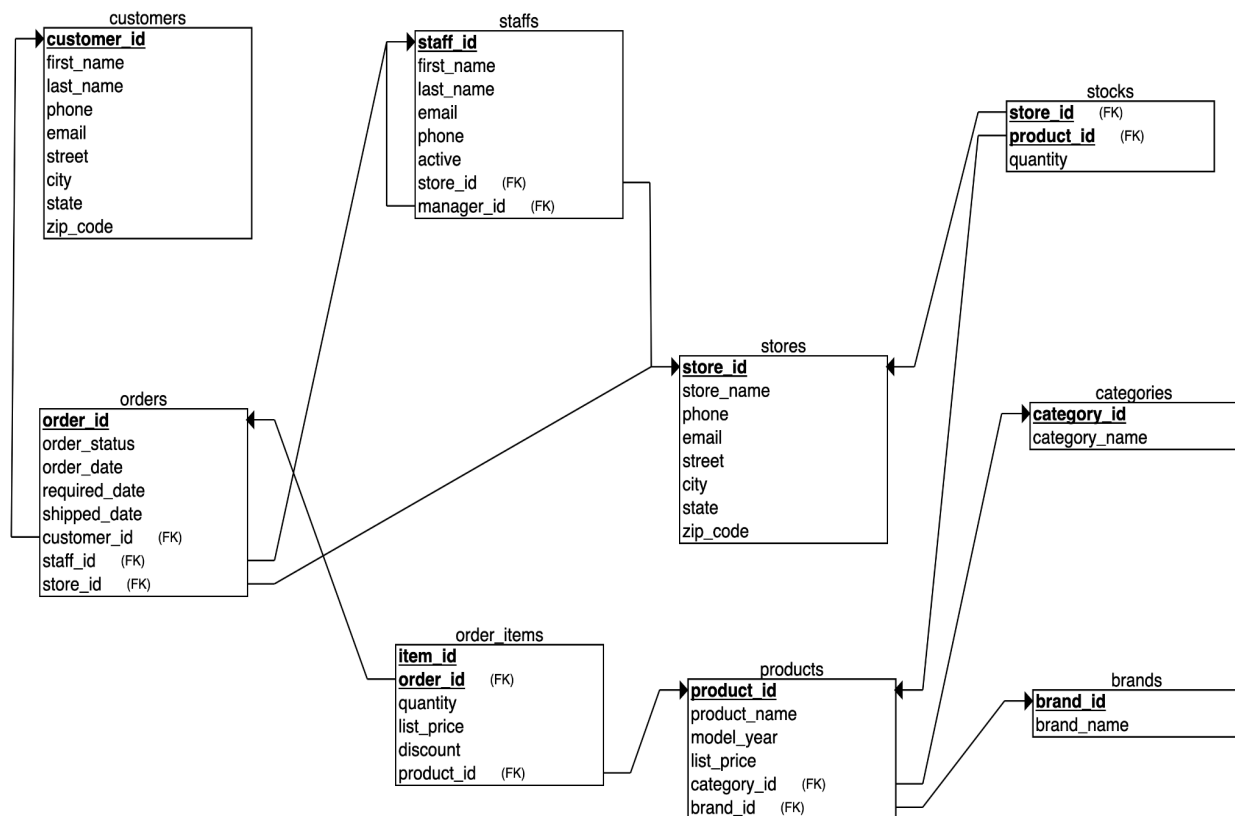 customers
customer_id
first_name
last_name
phone
email
street
city
state
zip_code
staffs
staff_id
first_name
last_name
email
phone
active
store_id (FK)
manager_id (FK)
stocks
store_id (FK)
product_id (FK)
quantity
stores
store_id
store_name
phone
email
street
city
state
zip_code
categories
category_id
category_name
orders
order_id
order_status
order_date
required_date
shipped_date
customer_id (FK)
staff_id (FK)
store_id (FK)
order_items
item_id
order_id (FK)
quantity
list_price
discount
product_id (FK)
products
product_id
product_name
model_year
list_price
category_id (FK)
brand_id (FK)
brands
brand_id
brand_name